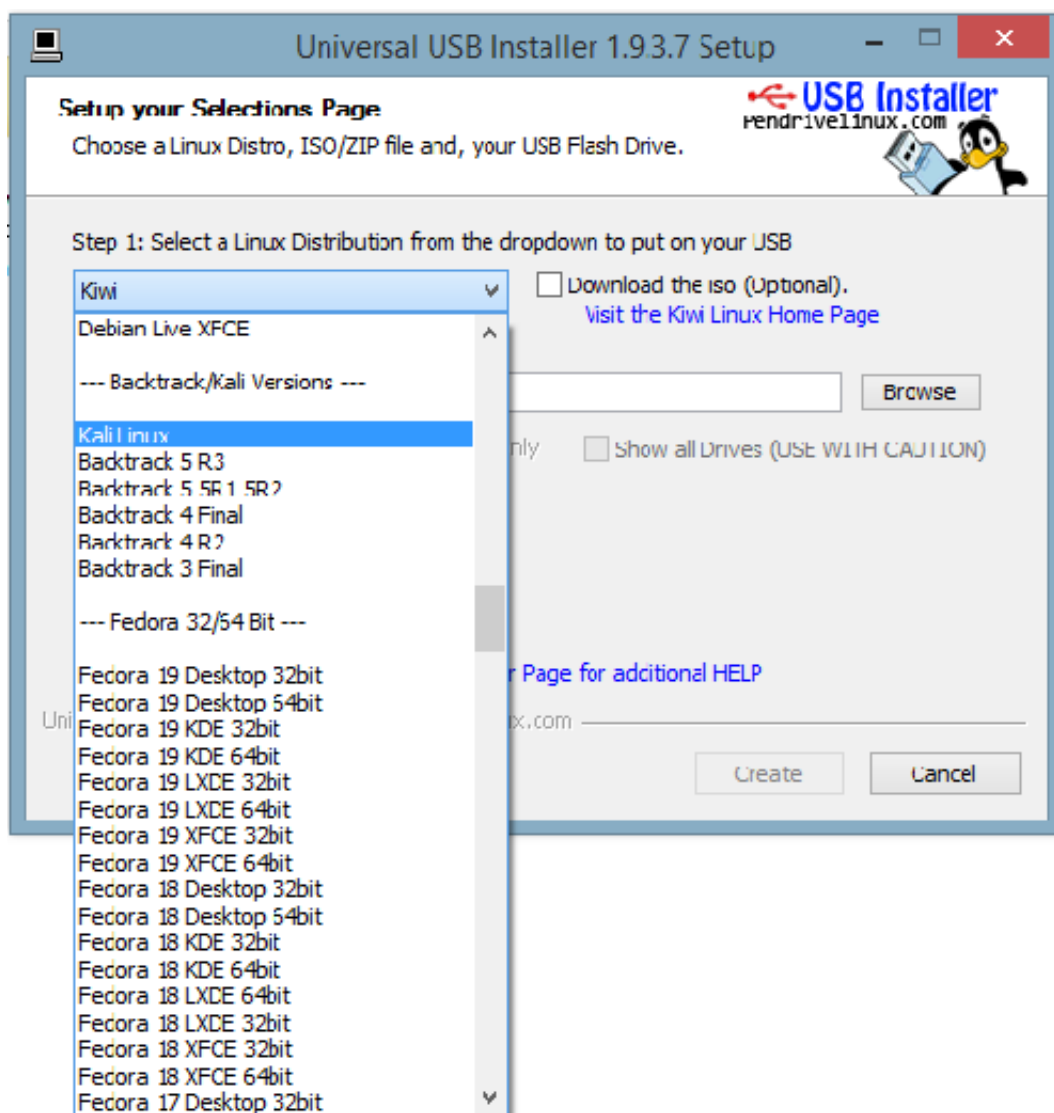 Universal USB Installer 1.9.3.7 Setup
Setup your Selections Page
Choose a Linux Distro, ISO/ZIP file and, your USB Flash Drive.
USB Installer
Pendrivelinux.com
Step 1: Select a Linux Distribution from the dropdown to put on your USB
Kiwi
Download the iso (Optional).
Visit the Kiwi Linux Home Page
Debian Live XFCE
--- Backtrack/Kali Versions ---
Browse
Kali Linux
Show all Drives (USE WITH CAUTION)
Backtrack 5 R3
Backtrack 5 5R1 5R2
Backtrack 4 Final
Backtrack 4 R2
Backtrack 3 Final
--- Fedora 32/64 Bit ---
Fedora 19 Desktop 32bit
r Page for additional HELP
Fedora 19 Desktop 64bit
Uni
ix.com
Fedora 19 KDE 32bit
Fedora 19 KDE 64bit
Create
Cancel
Fedora 19 LXDE 32bit
Fedora 19 LXDE 64bit
Fedora 19 XFCE 32bit
Fedora 19 XFCE 64bit
Fedora 18 Desktop 32bit
Fedora 18 Desktop 64bit
Fedora 18 KDE 32bit
Fedora 18 KDE 64bit
Fedora 18 LXDE 64bit
Fedora 18 LXDE 32bit
Fedora 18 XFCE 32bit
Fedora 18 XFCE 64bit
Fedora 17 Desktop 32bit